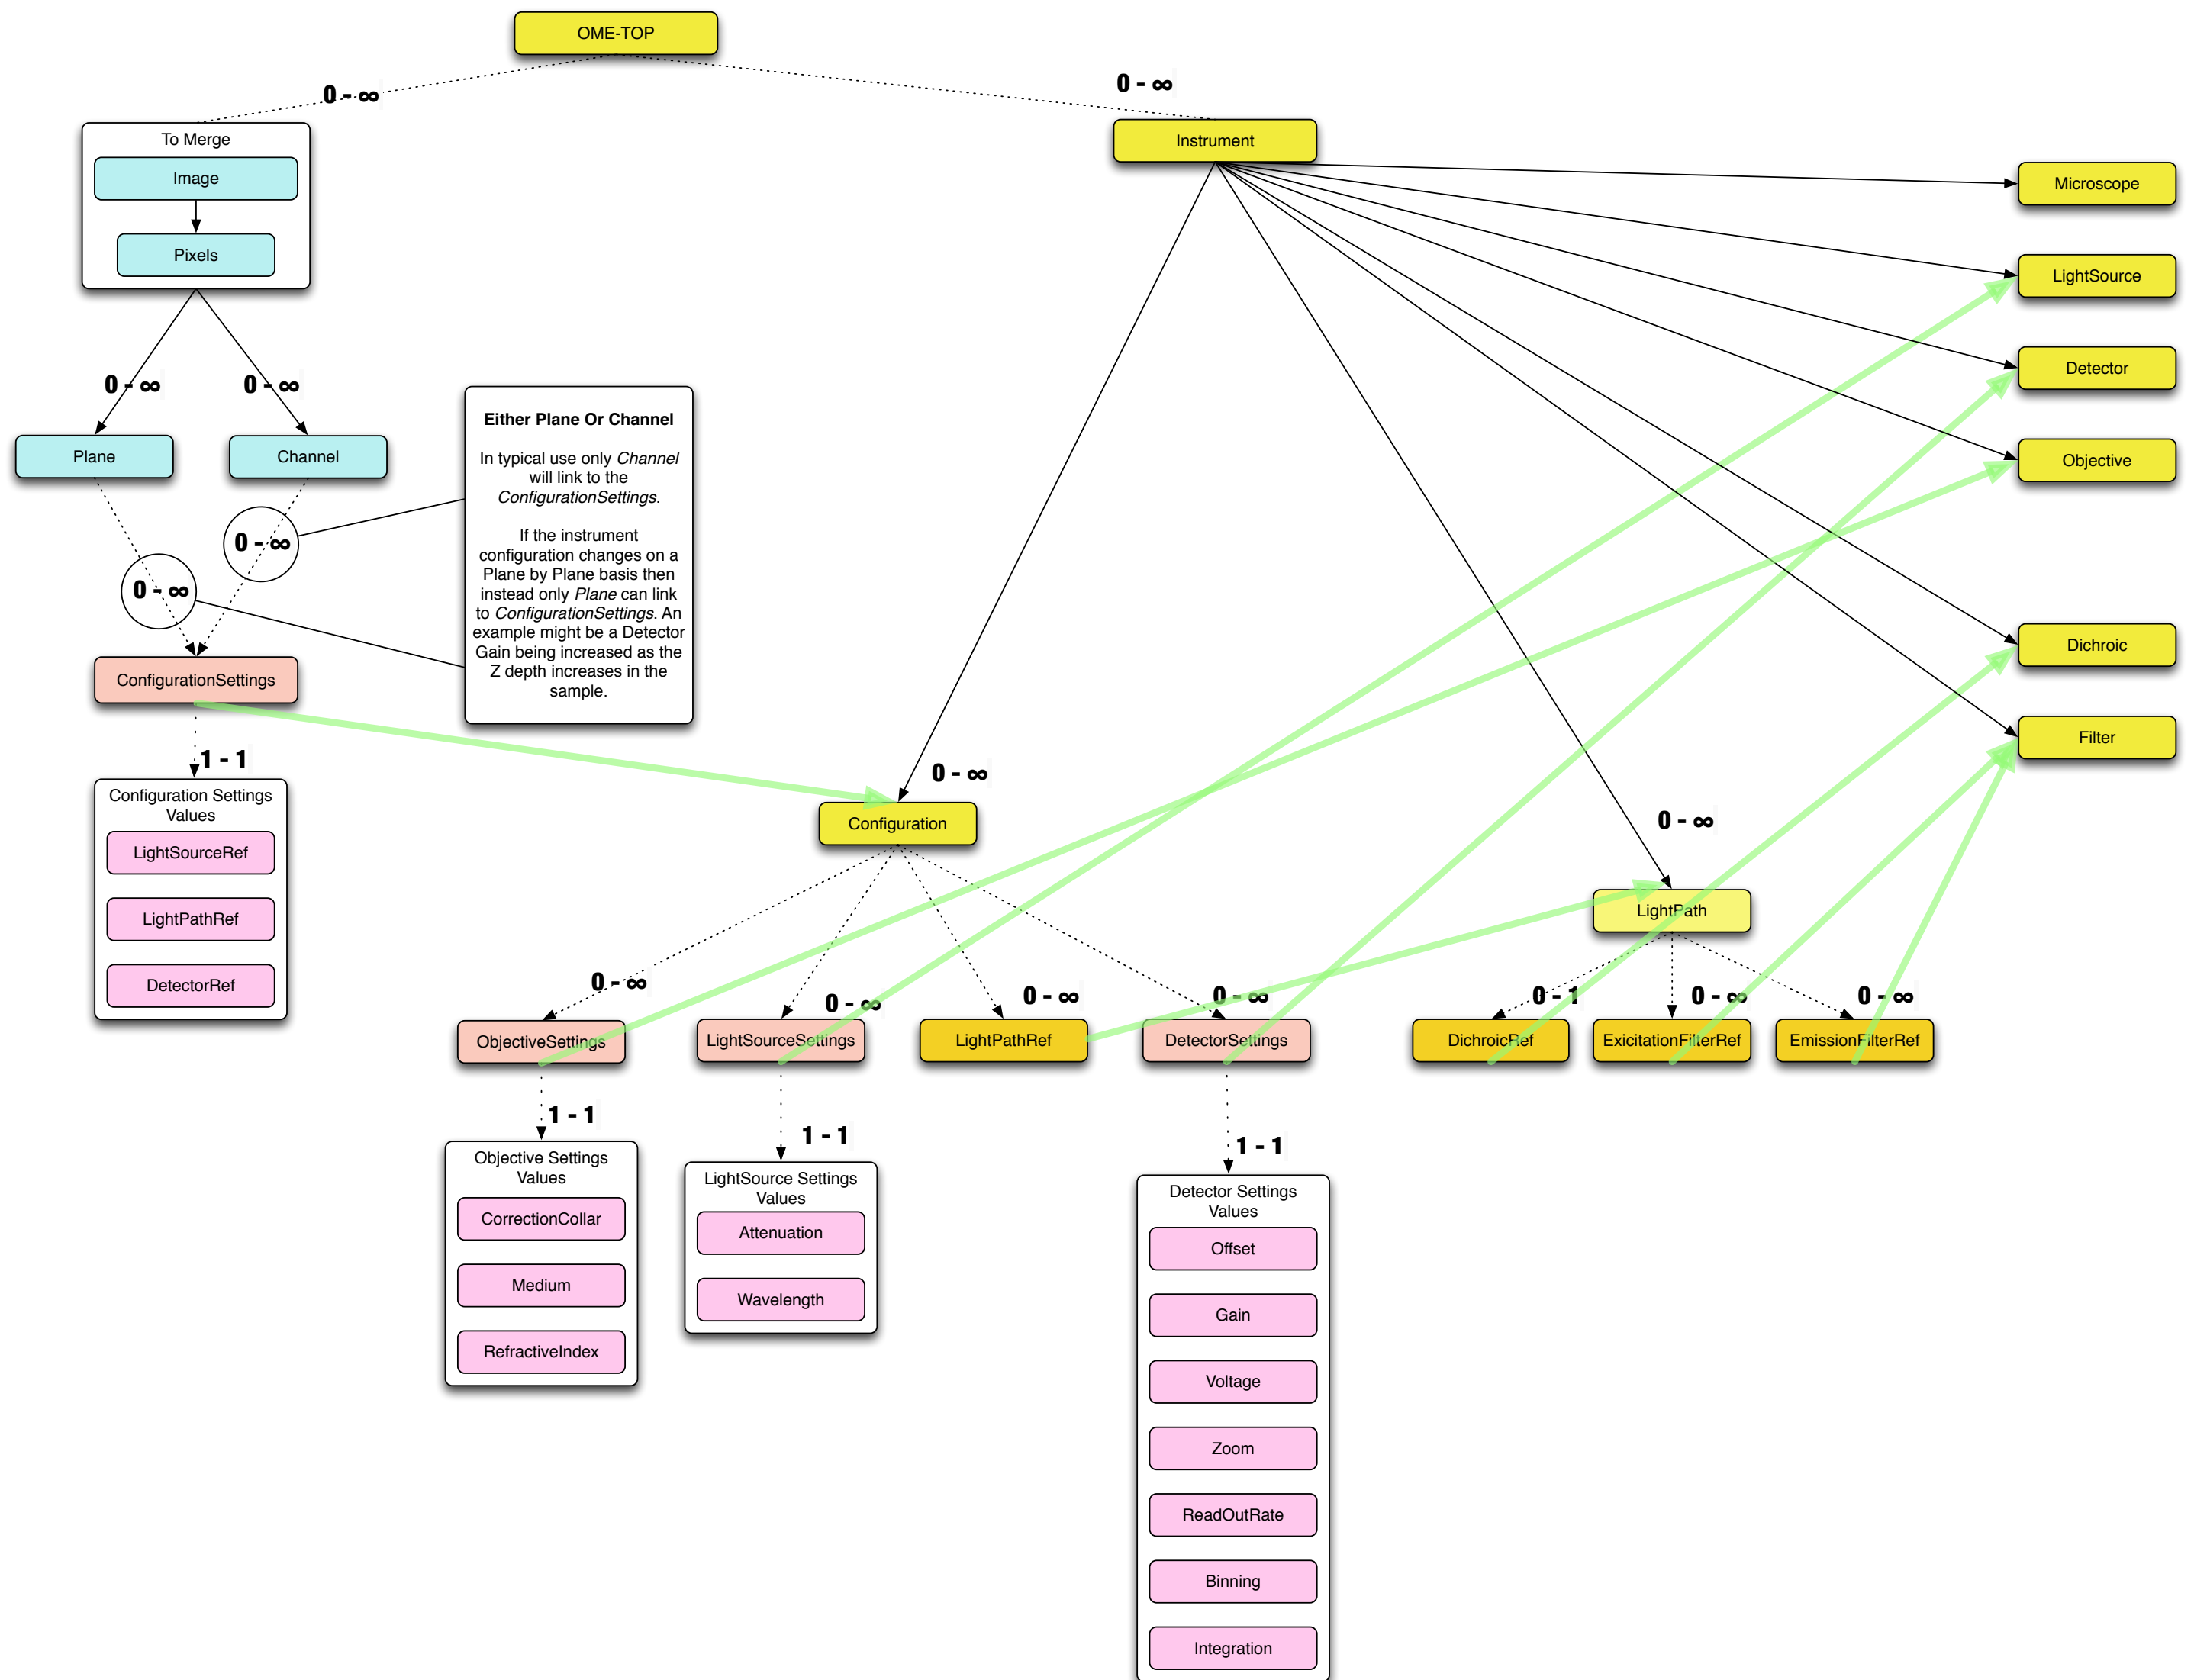 OME-TOP
0 - ∞
0 - ∞
To Merge
Image
Pixels
Instrument
Microscope
LightSource
Detector
Objective
Dichroic
Filter
0 - ∞
0 - ∞
Plane
Channel
0 - ∞
0 - ∞
Either Plane Or Channel
In typical use only Channel
will link to the
ConfigurationSettings.
If the instrument
configuration changes on a
Plane by Plane basis then
instead only Plane can link
to ConfigurationSettings. An
example might be a Detector
Gain being increased as the
Z depth increases in the
sample.
ConfigurationSettings
1 - 1
Configuration Settings
Values
LightSourceRef
LightPathRef
DetectorRef
0 - ∞
Configuration
0 - ∞
LightPath
0 - ∞
0 - ∞
0 - ∞
0 - ∞
0 - 1
0 - ∞
0 - ∞
ObjectiveSettings
LightSourceSettings
LightPathRef
DetectorSettings
DichroicRef
ExicitationFilterRef
EmissionFilterRef
1 - 1
Objective Settings
Values
CorrectionCollar
Medium
RefractiveIndex
1 - 1
LightSource Settings
Values
Attenuation
Wavelength
1 - 1
Detector Settings
Values
Offset
Gain
Voltage
Zoom
ReadOutRate
Binning
Integration